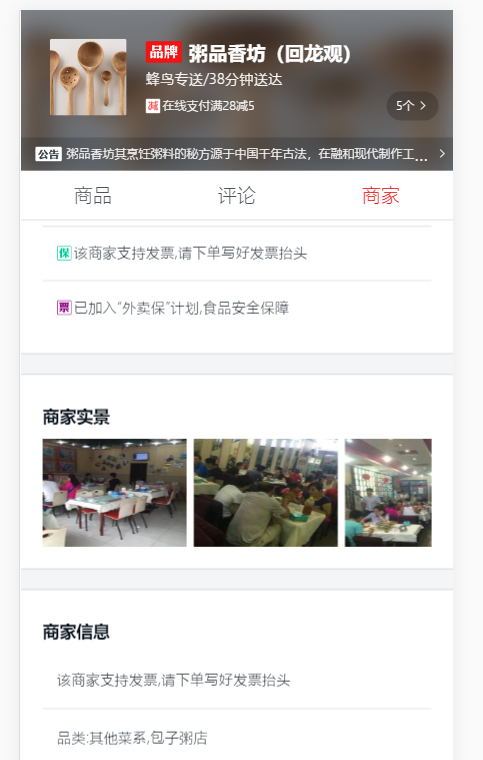 品牌 粥品香坊（回龙观）
蜂鸟专送/38分钟送达
减 在线支付满28减5
5个
公告 粥品香坊其烹饪粥料的秘方源于中国千年古法，在融和现代制作工...
商品 评论 商家
保 该商家支持发票,请下单写好发票抬头
票 已加入“外卖保”计划,食品安全保障
商家实景
商家信息
该商家支持发票,请下单写好发票抬头
品类:其他菜系,包子粥店